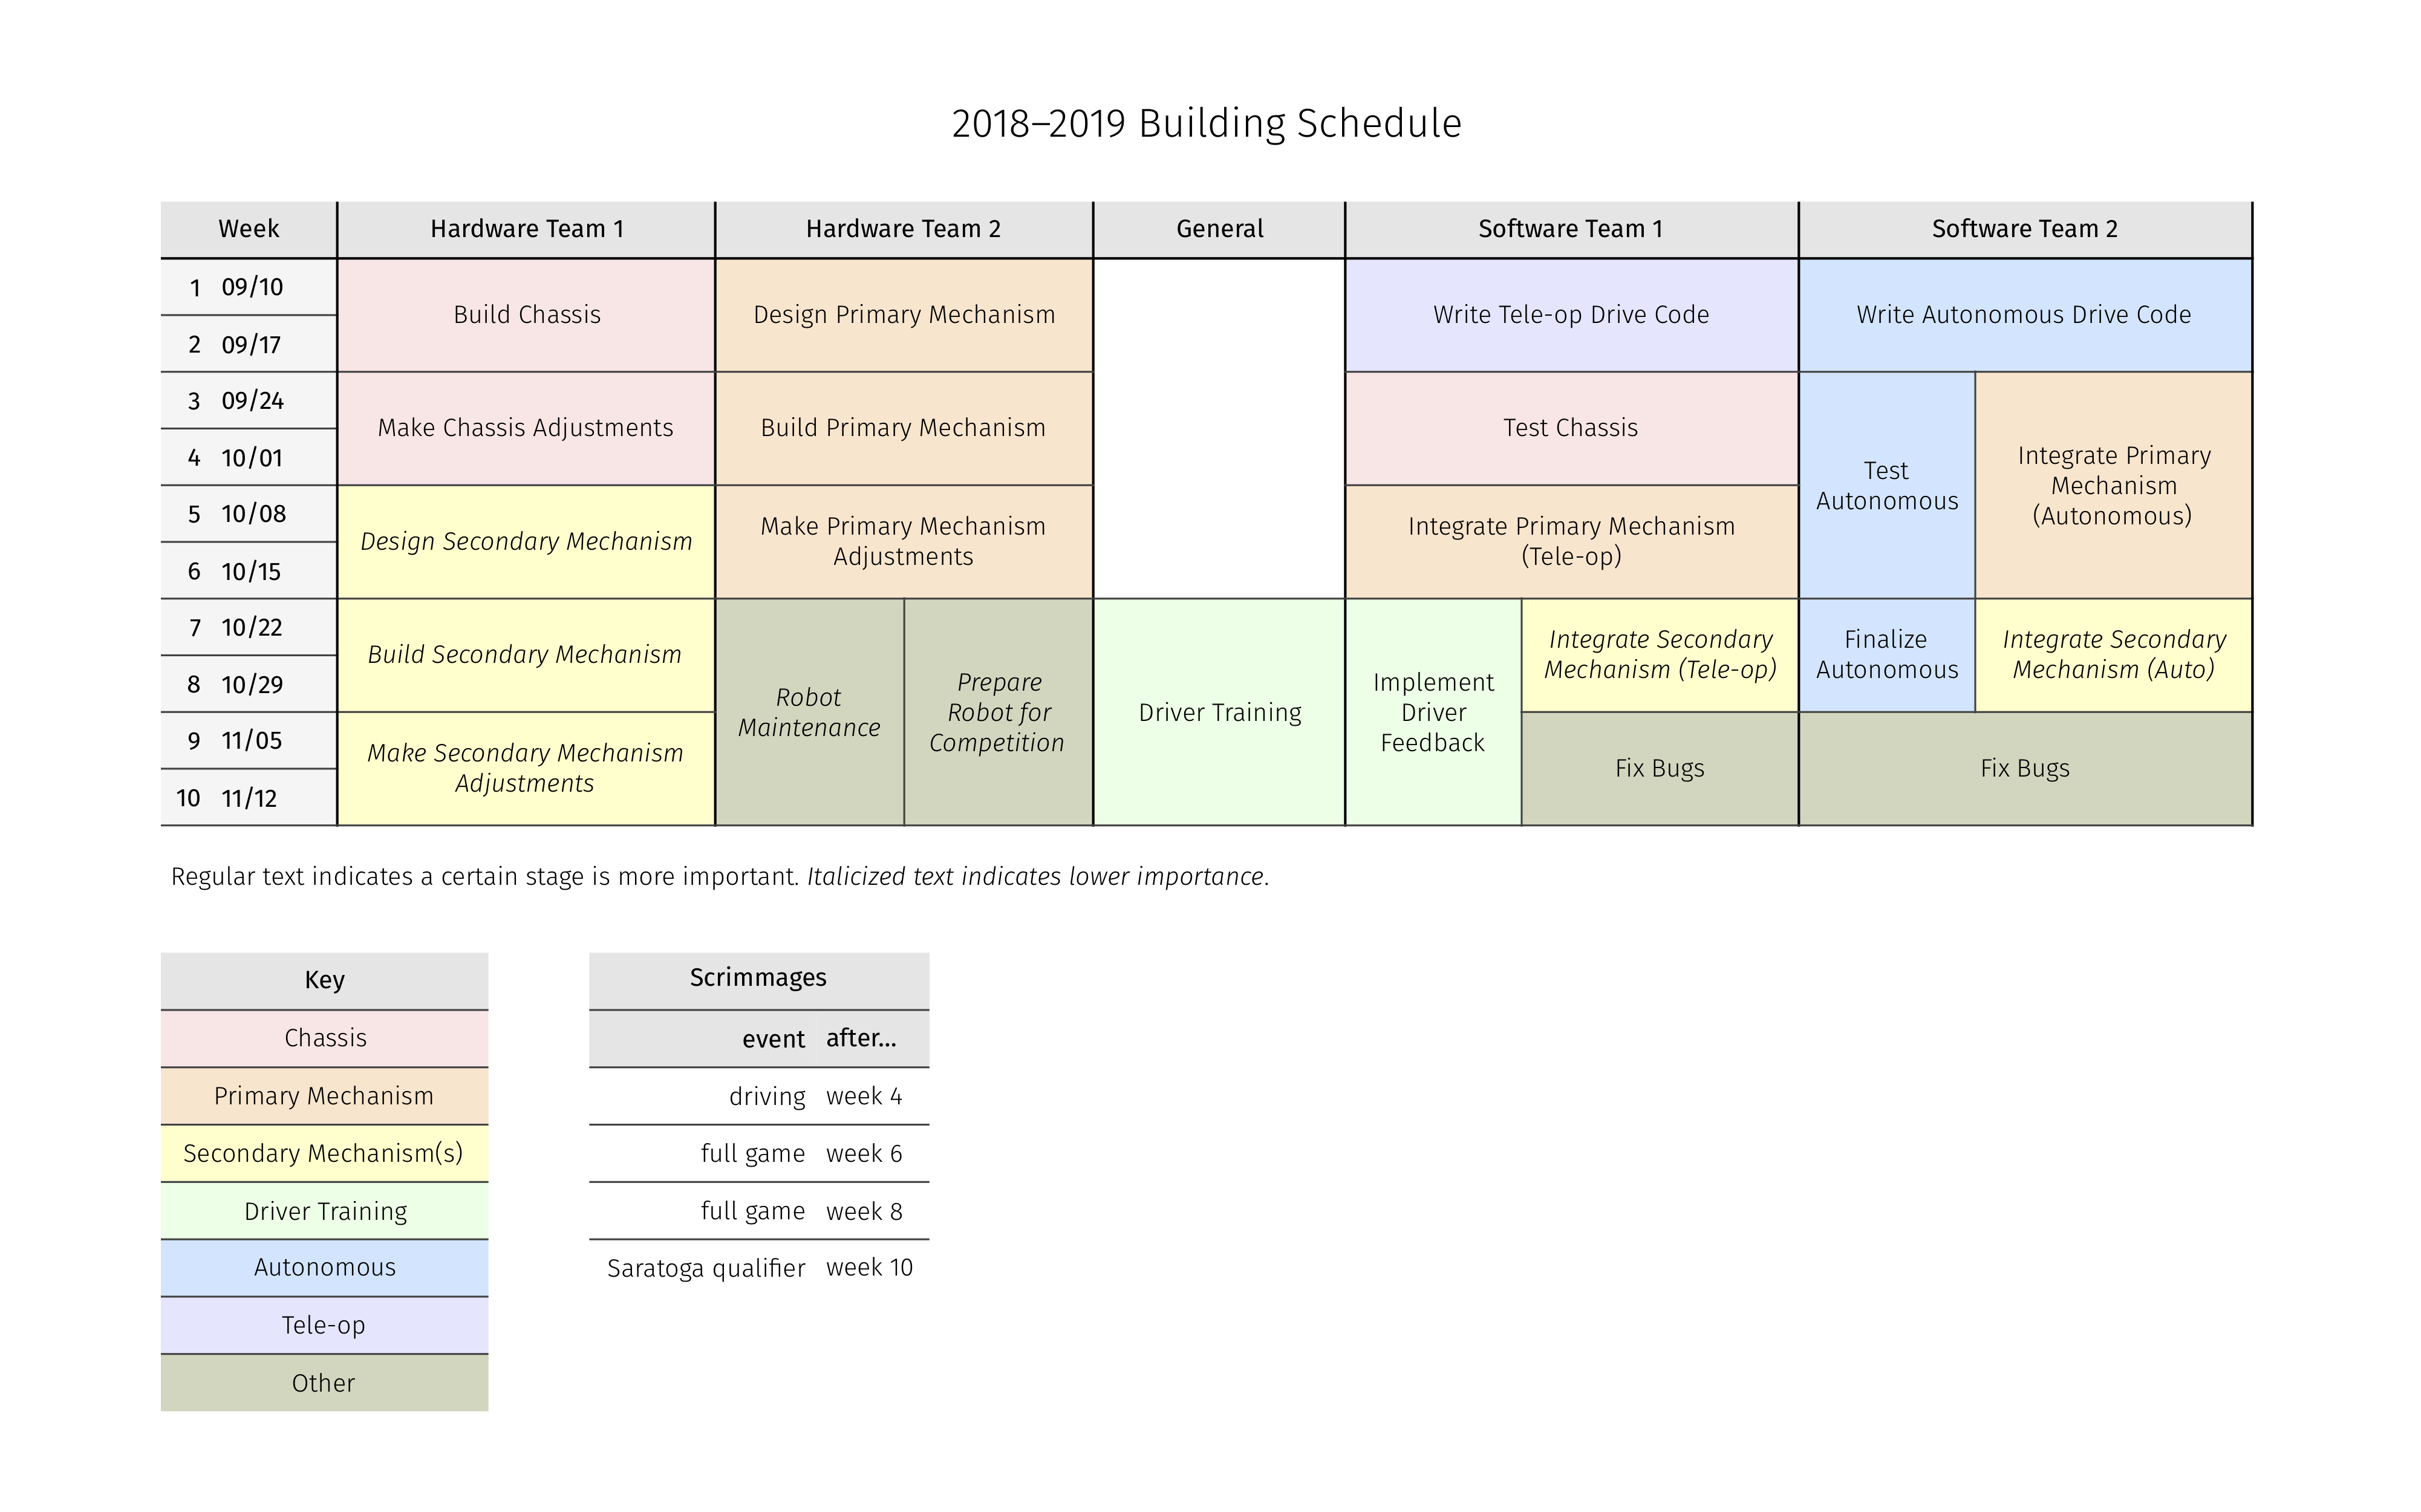 2018–2019 Building Schedule
Week Hardware Team 1 Hardware Team 2 General Software Team 1 Software Team 2
1 09/10
2 09/17
Build Chassis
Design Primary Mechanism
Write Tele-op Drive Code
Write Autonomous Drive Code
3 09/24
4 10/01
Make Chassis Adjustments
Build Primary Mechanism
Test Chassis
Test
Autonomous
Integrate Primary
Mechanism
(Autonomous)
5 10/08
6 10/15
Design Secondary Mechanism
Make Primary Mechanism
Adjustments
Integrate Primary Mechanism
(Tele-op)
7 10/22
8 10/29
Build Secondary Mechanism
Robot
Maintenance
Prepare
Robot for
Competition
Driver Training
Implement
Driver
Feedback
Integrate Secondary
Mechanism (Tele-op)
Finalize
Autonomous
Integrate Secondary
Mechanism (Auto)
9 11/05
10 11/12
Make Secondary Mechanism
Adjustments
Fix Bugs
Fix Bugs
Regular text indicates a certain stage is more important. Italicized text indicates lower importance.
Key
Chassis
Primary Mechanism
Secondary Mechanism(s)
Driver Training
Autonomous
Tele-op
Other
Scrimmages
event after...
driving week 4
full game week 6
full game week 8
Saratoga qualifier week 10